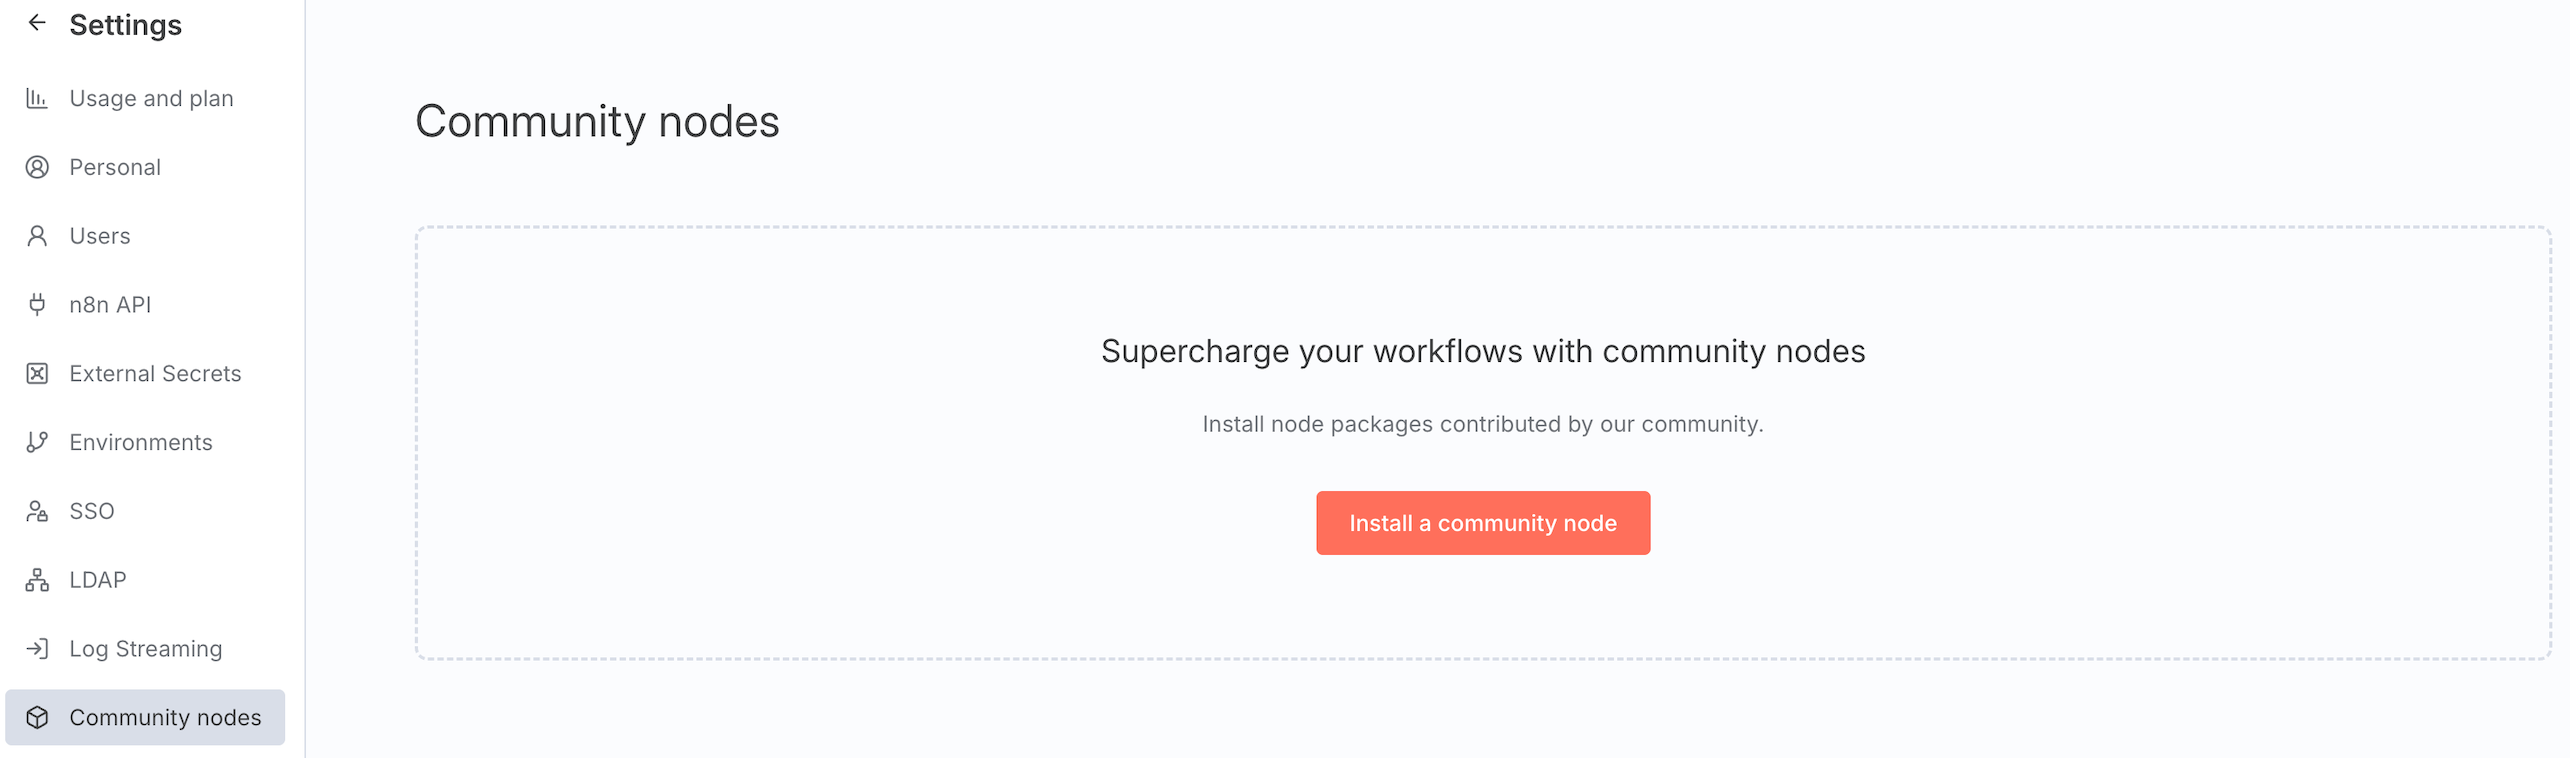 Settings
Usage and plan
Personal
Users
n8n API
External Secrets
Environments
SSO
LDAP
Log Streaming
Community nodes
Community nodes
Supercharge your workflows with community nodes
Install node packages contributed by our community.
Install a community node